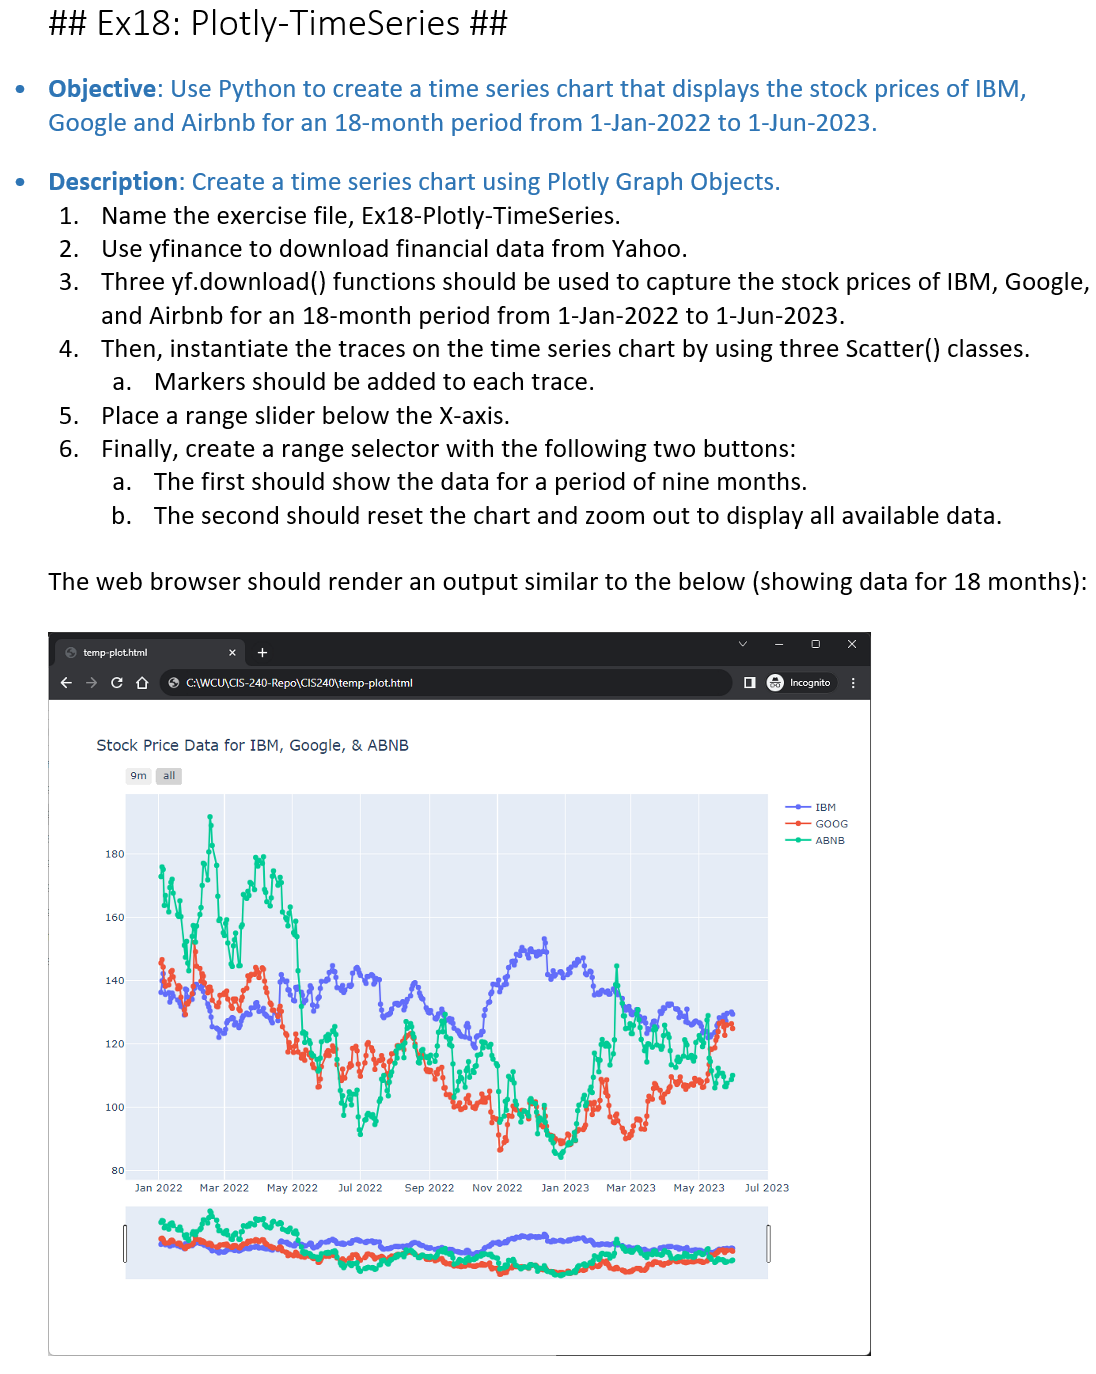 ## Ex18: Plotly-TimeSeries ##
• Objective: Use Python to create a time series chart that displays the stock prices of IBM,
Google and Airbnb for an 18-month period from 1-Jan-2022 to 1-Jun-2023.
• Description: Create a time series chart using Plotly Graph Objects.
1. Name the exercise file, Ex18-Plotly-TimeSeries.
2. Use yfinance to download financial data from Yahoo.
3. Three yf.download() functions should be used to capture the stock prices of IBM, Google,
and Airbnb for an 18-month period from 1-Jan-2022 to 1-Jun-2023.
4. Then, instantiate the traces on the time series chart by using three Scatter() classes.
a. Markers should be added to each trace.
5. Place a range slider below the X-axis.
6. Finally, create a range selector with the following two buttons:
a. The first should show the data for a period of nine months.
b. The second should reset the chart and zoom out to display all available data.
The web browser should render an output similar to the below (showing data for 18 months):
temp-plot.html
C:\WCU\CIS-240-Repo\CIS240\temp-plot.html
Incognito
Stock Price Data for IBM, Google, & ABNB
9m all
IBM
GOOG
ABNB
180
160
140
120
100
80
Jan 2022 Mar 2022 May 2022 Jul 2022 Sep 2022 Nov 2022 Jan 2023 Mar 2023 May 2023 Jul 2023